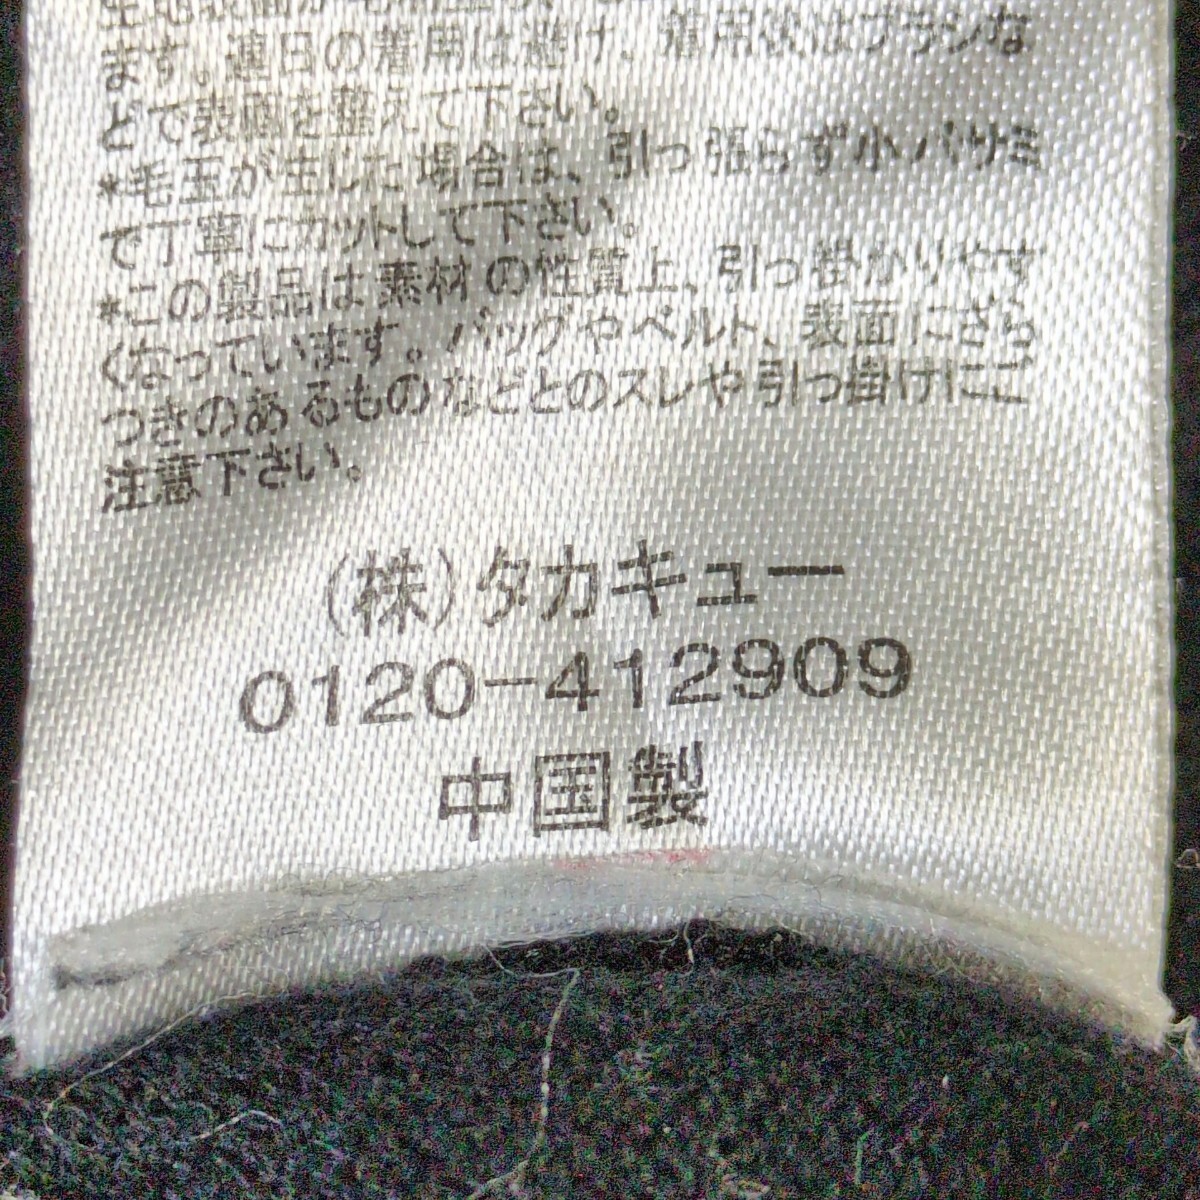 ます。連日の着用は避け、着用後はブラシな
どで表面を整えて下さい。
*毛玉が生じた場合は、引っ張らず小バサミ
で丁寧にカットして下さい。
*この製品は素材の性質上、引っ掛かりやす
くなっています。バッグやベルト、表面にざら
つきのあるものなどとのスレや引っ掛けにご
注意下さい。
(株)タカキュー
0120-412909
中国製